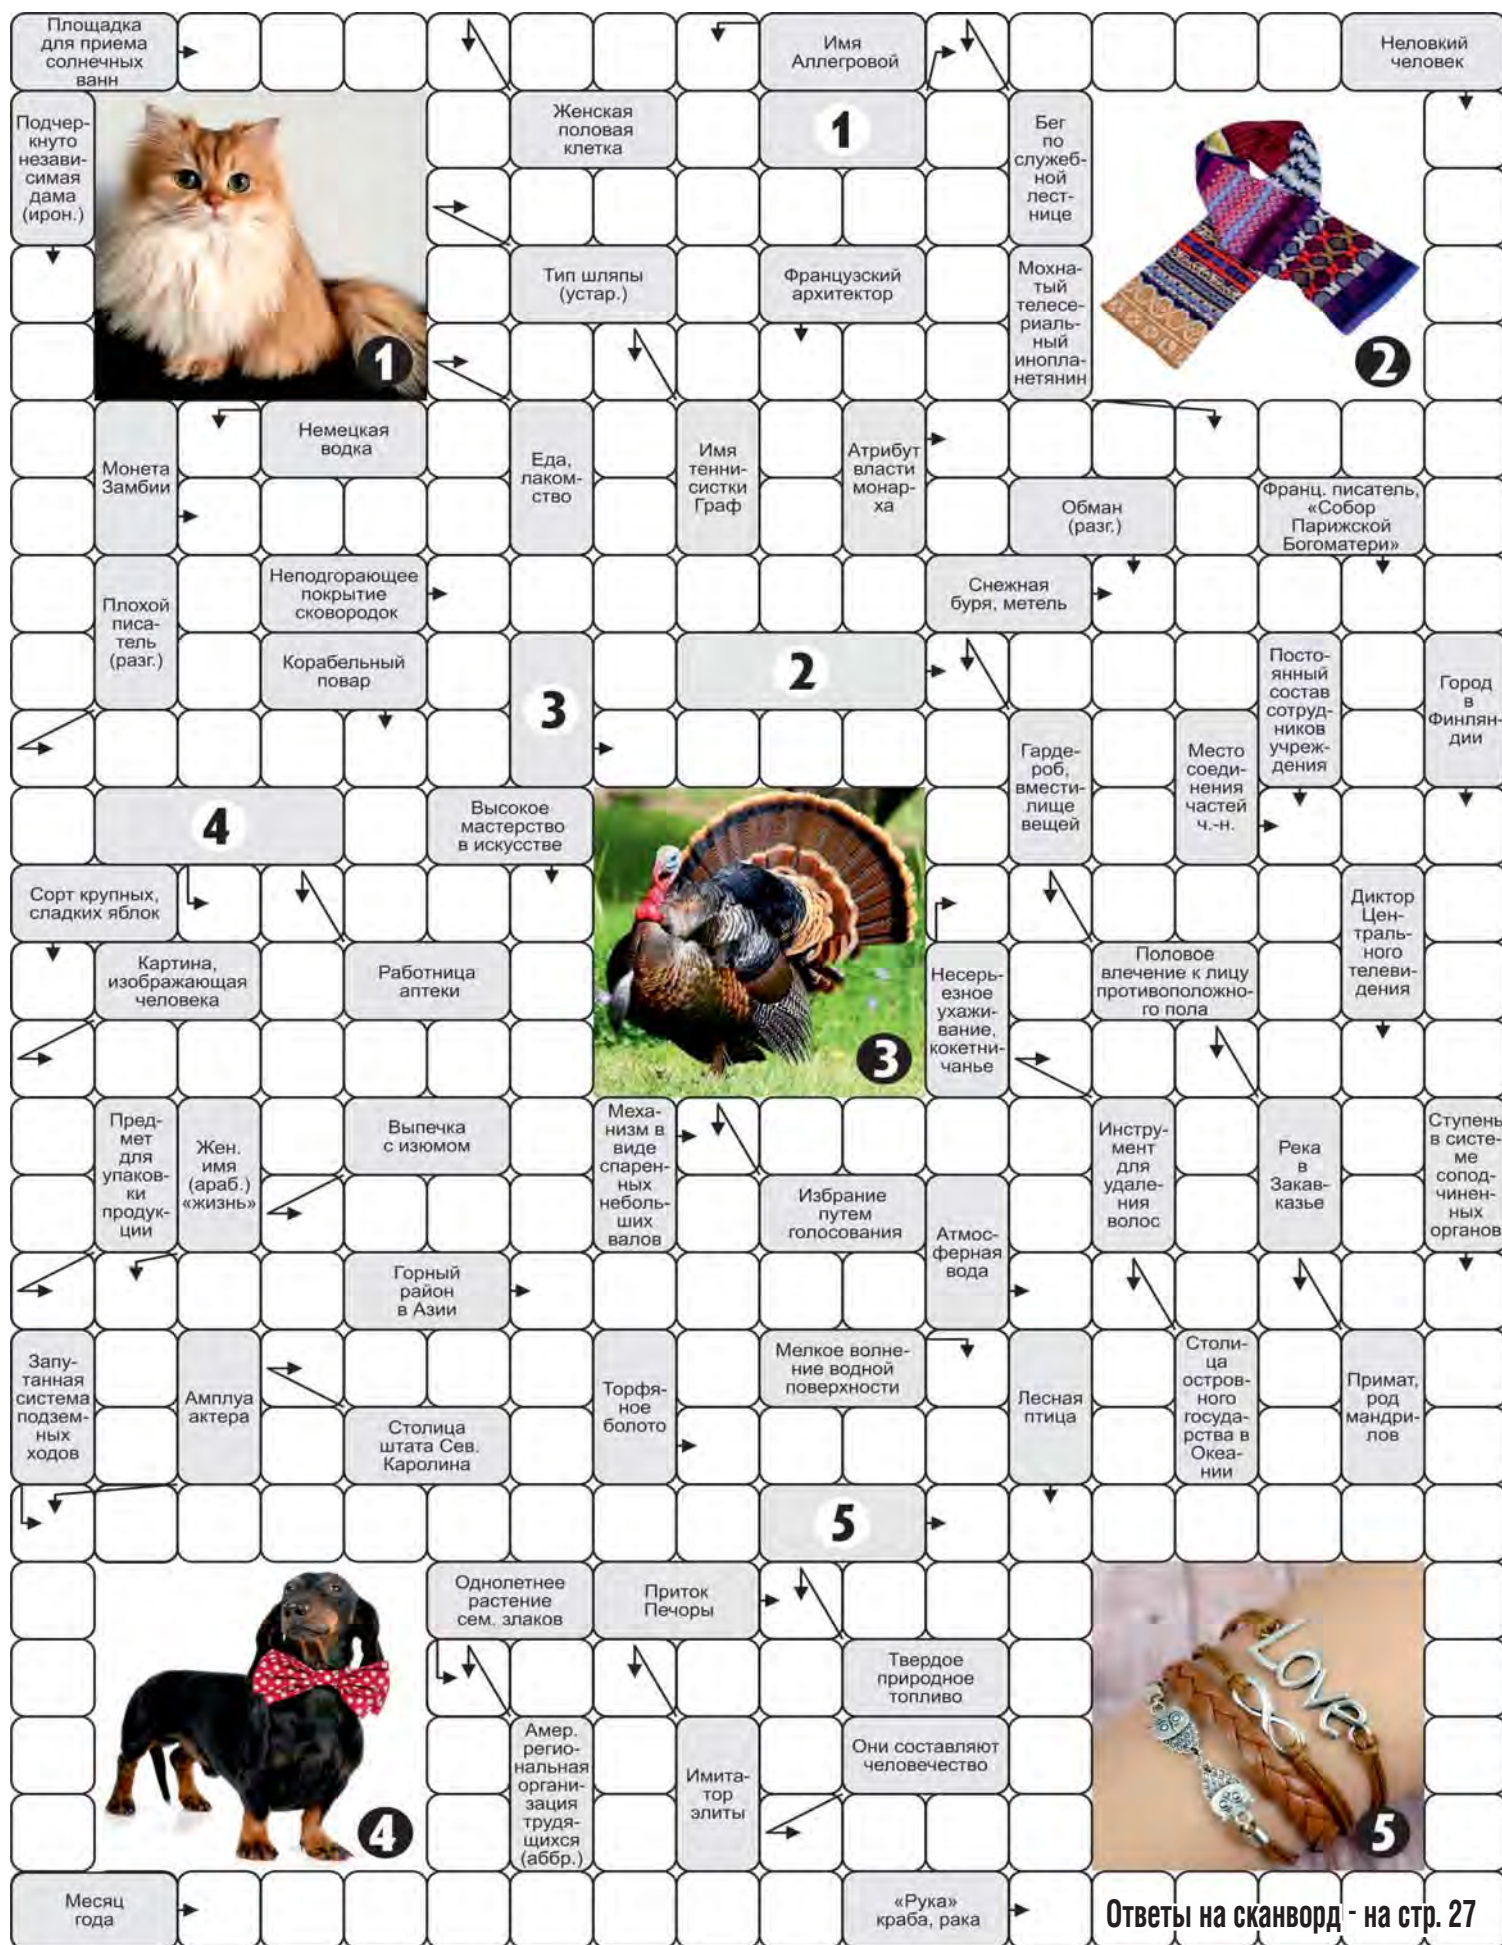 Площадка
для приема
солнечных
ванн
Имя
Аллегровой
Неловкий
человек
Подчер-
кнуто
незави-
симая
дама
(ирон.)
Женская
половая
клетка
1
Бег
по
служеб-
ной
лест-
нице
Тип шляпы
(устар.)
Французский
архитектор
Мохна-
тый
телесе-
риаль-
ный
инопла-
нетянин
1
2
Монета
Замбии
Немецкая
водка
Еда,
лаком-
ство
Имя
тенни-
систки
Граф
Атрибут
власти
монар-
ха
Обман
(разг.)
Франц. писатель,
«Собор
Парижской
Богоматери»
Плохой
писа-
тель
(разг.)
Неподгорающее
покрытие
сковородок
Снежная
буря, метель
Корабельный
повар
3
2
Посто-
янный
состав
сотруд-
ников
учреж-
дения
Город
в
Финлян-
дии
Гарде-
роб,
вмести-
лище
вещей
Место
соеди-
нения
частей
ч.-н.
4
Высокое
мастерство
в искусстве
Сорт крупных,
сладких яблок
Диктор
Цен-
траль-
ного
телеви-
дения
Картина,
изображающая
человека
Работница
аптеки
3
Несерь-
езное
ухажи-
вание,
кокетни-
чанье
Половое
влечение к лицу
противоположно-
го пола
Пред-
мет
для
упаков-
ки
продук-
ции
Жен.
имя
(араб.)
«жизнь»
Выпечка
с изюмом
Меха-
низм в
виде
спарен-
ных
неболь-
ших
валов
Избрание
путем
голосования
Атмос-
ферная
вода
Инстру-
мент
для
удале-
ния
волос
Река
в
Закав-
казье
Ступень
в систе-
ме
сопод-
чинен-
ных
органов
Горный
район
в Азии
Запу-
танная
система
подзем-
ных
ходов
Амплуа
актера
Столица
штата Сев.
Каролина
Торфя-
ное
болото
Мелкое волне-
ние водной
поверхности
Лесная
птица
Столи-
ца
остров-
ного
госуда-
рства в
Океа-
нии
Примат,
род
мандри-
лов
5
Однолетнее
растение
сем. злаков
Приток
Печоры
Твердое
природное
топливо
LOVE
Амер.
регио-
нальная
органи-
зация
трудя-
щихся
(аббр.)
Имита-
тор
элиты
Они составляют
человечество
4
5
Месяц
года
«Рука»
краба, рака
Ответы на сканворд - на стр. 27